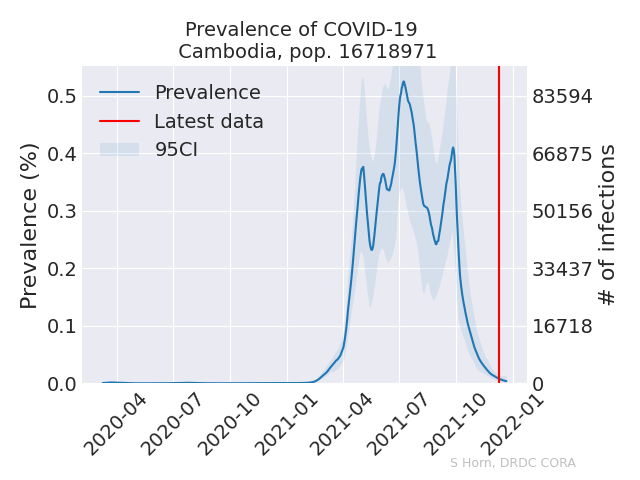 Prevalence of COVID-19
Cambodia, pop. 16718971
Prevalence
Latest data
95CI
Prevalence (%)
0.5
0.4
0.3
0.2
0.1
0.0
83594
66875
50156
33437
16718
0
# of infections
2020-04
2020-07
2020-10
2021-01
2021-04
2021-07
2021-10
2022-01
S Horn, DRDC CORA